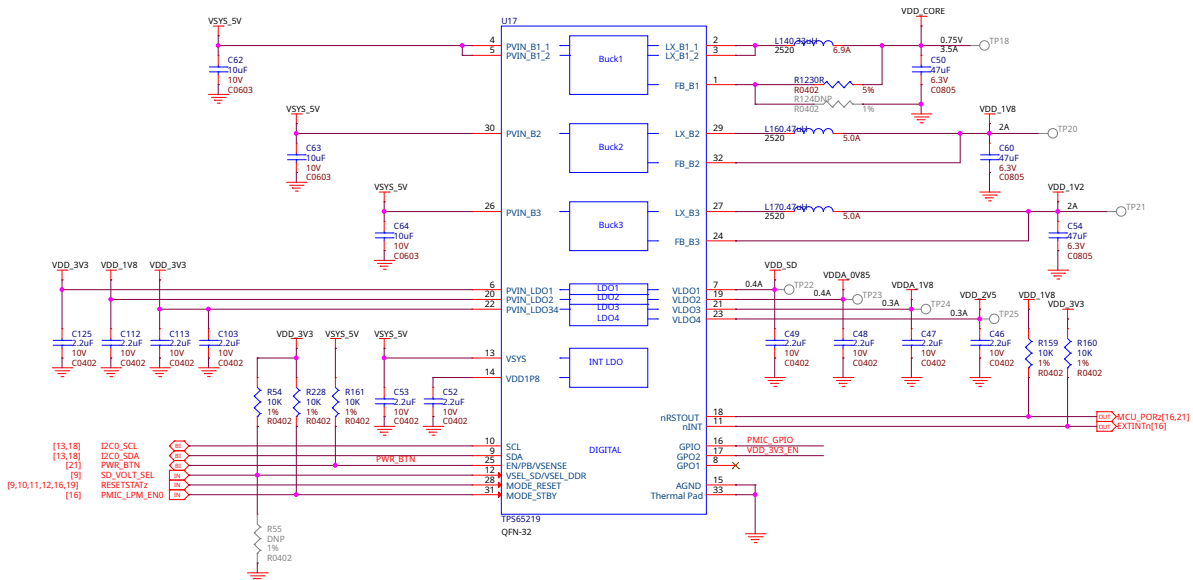 VSYS_5V
U17
VDD_CORE
4 PVIN_B1_1
5 PVIN_B1_2
Buck1
LX_B1_1 2
LX_B1_2 3
FB_B1 1
2520
6.9A
0.75V
3.5A
TP18
C62
10uF
10V
C0603
R1230R
R0402
5%
R124DNP
R0402
1%
C50
47uF
6.3V
C0805
VSYS_5V
30 PVIN_B2
Buck2
LX_B2 29
FB_B2 32
L160.47uH
2520
5.0A
VDD_1V8
2A
TP20
C63
10uF
10V
C0603
C60
47uF
6.3V
C0805
VSYS_5V
26 PVIN_B3
Buck3
LX_B3 27
FB_B3 24
L170.47uH
2520
5.0A
VDD_1V2
2A
TP21
C64
10uF
10V
C0603
C54
47uF
6.3V
C0805
VDD_3V3
VDD_1V8
VDD_3V3
6 PVIN_LDO1
20 PVIN_LDO2
22 PVIN_LDO34
LDO1
LDO2
LDO3
LDO4
VLDO1 7
VLDO2 19
VLDO3 21
VLDO4 23
VDD_SD
0.4A
TP22
VDDA_0V85
0.4A
TP23
VDDA_1V8
0.3A
TP24
VDD_2V5
0.3A
TP25
VDD_1V8
VDD_3V3
C125
2.2uF
10V
C0402
C112
2.2uF
10V
C0402
C113
2.2uF
10V
C0402
C103
2.2uF
10V
C0402
C49
2.2uF
10V
C0402
C48
2.2uF
10V
C0402
C47
2.2uF
10V
C0402
C46
2.2uF
10V
C0402
R159
10K
1%
R0402
R160
10K
1%
R0402
VDD_3V3
VSYS_5V
VSYS_5V
13 VSYS
14 VDD1P8
INT LDO
R54
10K
1%
R0402
R228
10K
1%
R0402
R161
10K
1%
R0402
C53
2.2uF
10V
C0402
C52
2.2uF
10V
C0402
nRSTOUT 18
nINT 11
OUT MCU_PORz[16,21]
OUT EXTINTn[16]
[13,18] I2C0_SCL BI
[13,18] I2C0_SDA BI
[21] PWR_BTN BI
[9] SD_VOLT_SEL IN
[9,10,11,12,16,19] RESETSTATz IN
[16] PMIC_LPM_EN0 IN
PWR_BTN
10 SCL
9 SDA
25 EN/PB/VSENSE
12 VSEL_SD/VSEL_DDR
28 MODE_RESET
31 MODE_STBY
DIGITAL
GPIO 16 PMIC_GPIO
GPO2 17 VDD_3V3_EN
GPO1 8
AGND 15
Thermal Pad 33
TPS65219
QFN-32
R55
DNP
1%
R0402